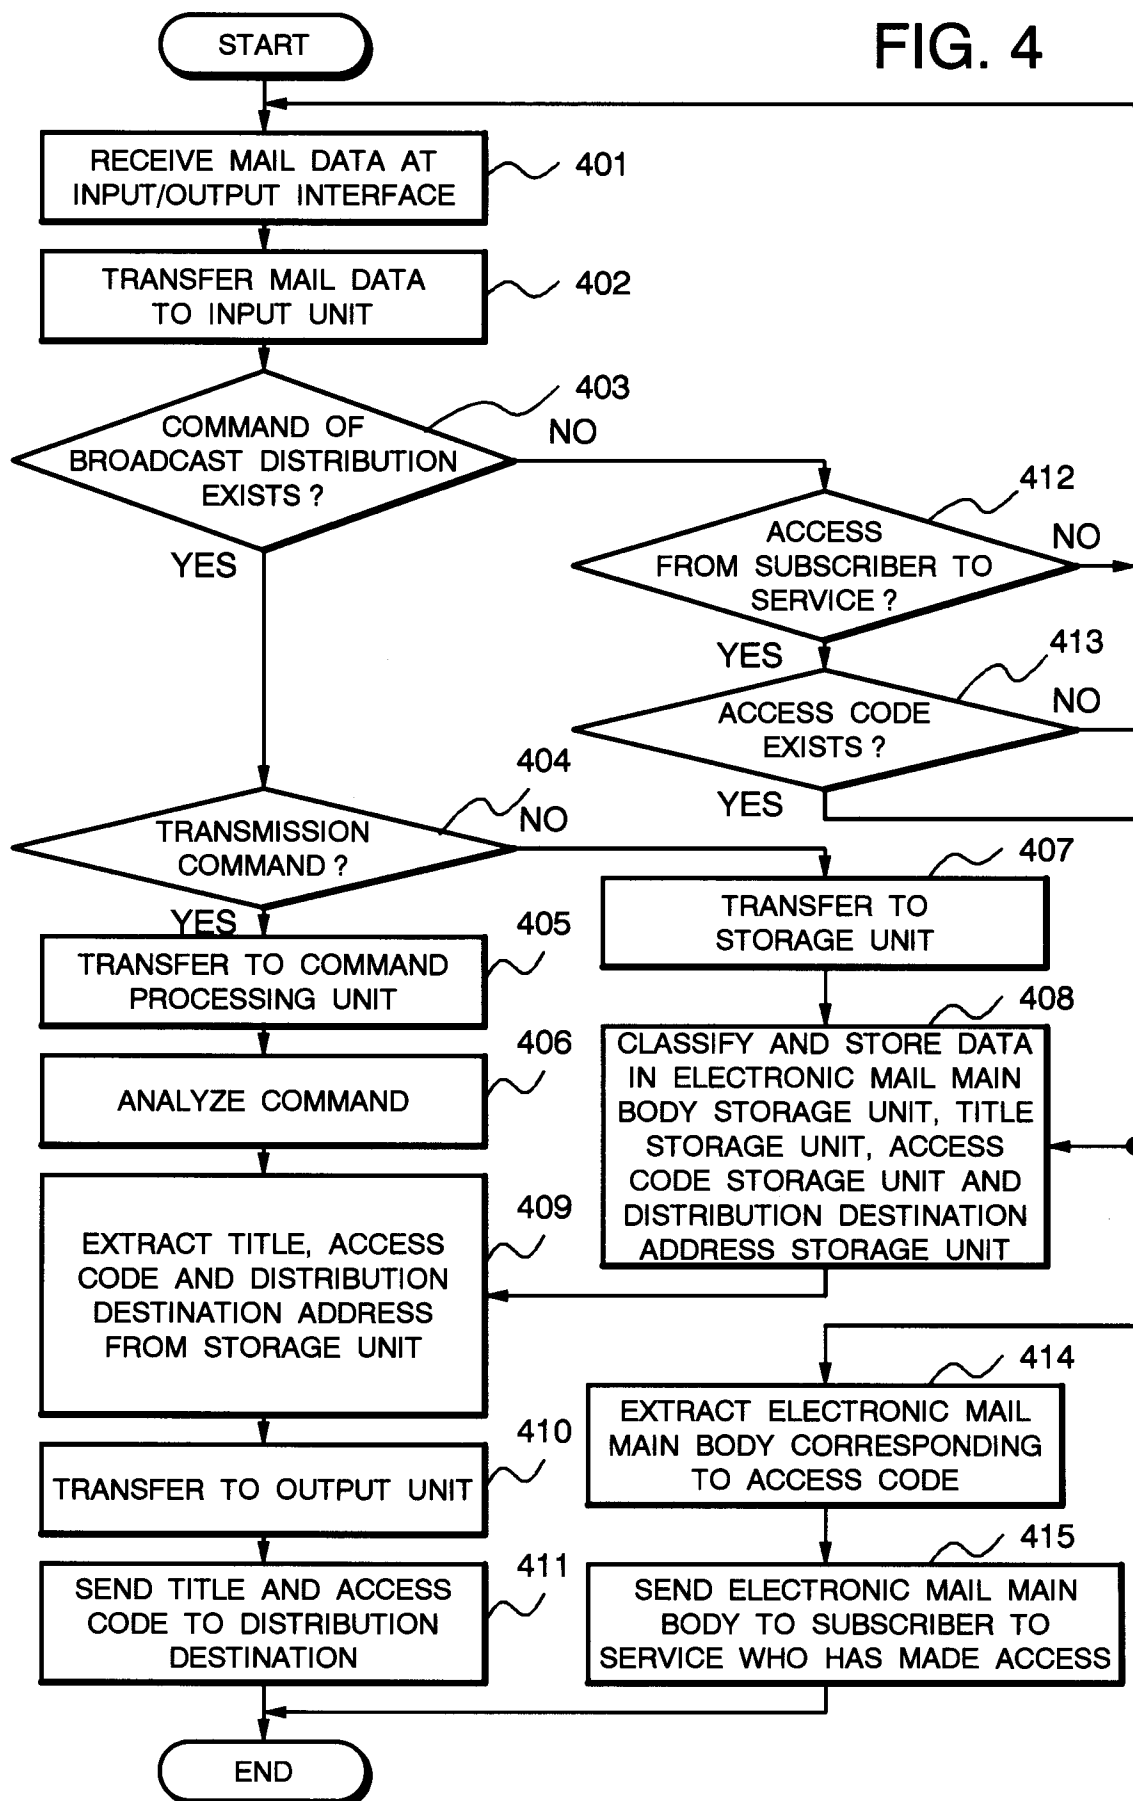 FIG. 4
START
RECEIVE MAIL DATA AT
INPUT/OUTPUT INTERFACE
401
TRANSFER MAIL DATA
TO INPUT UNIT
402
COMMAND OF
BROADCAST DISTRIBUTION
EXISTS?
403
NO
YES
ACCESS
FROM SUBSCRIBER TO
SERVICE?
412
NO
YES
ACCESS CODE
EXISTS?
413
NO
YES
TRANSMISSION
COMMAND?
404
NO
YES
TRANSFER TO COMMAND
PROCESSING UNIT
405
ANALYZE COMMAND
406
TRANSFER TO
STORAGE UNIT
407
CLASSIFY AND STORE DATA
IN ELECTRONIC MAIL MAIN
BODY STORAGE UNIT, TITLE
STORAGE UNIT, ACCESS
CODE STORAGE UNIT AND
DISTRIBUTION DESTINATION
ADDRESS STORAGE UNIT
408
EXTRACT TITLE, ACCESS
CODE AND DISTRIBUTION
DESTINATION ADDRESS
FROM STORAGE UNIT
409
TRANSFER TO OUTPUT UNIT
410
SEND TITLE AND ACCESS
CODE TO DISTRIBUTION
DESTINATION
411
EXTRACT ELECTRONIC MAIL
MAIN BODY CORRESPONDING
TO ACCESS CODE
414
SEND ELECTRONIC MAIL MAIN
BODY TO SUBSCRIBER TO
SERVICE WHO HAS MADE ACCESS
415
END